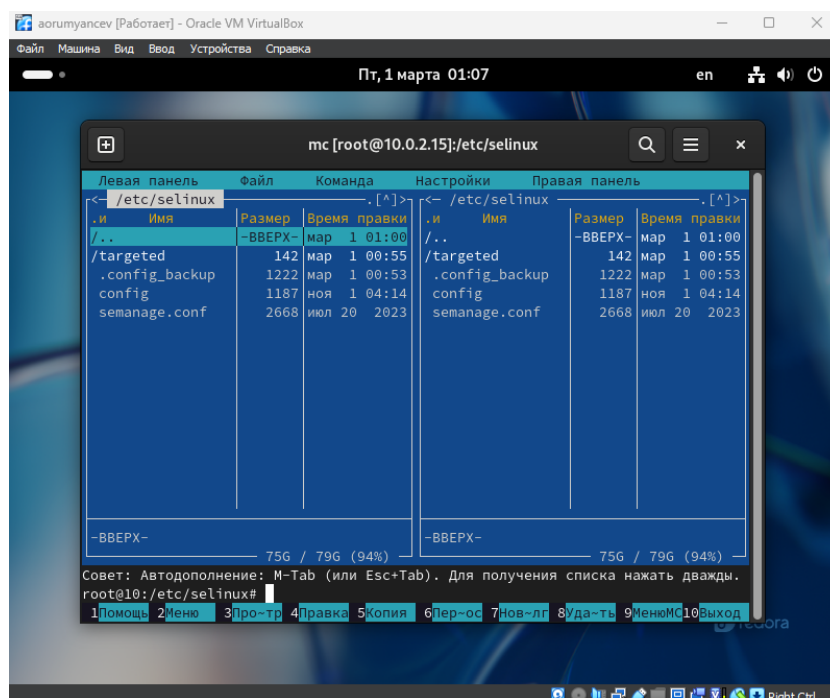 aorumyancev [Работает] - Oracle VM VirtualBox
Файл Машина Вид Ввод Устройства Справка
Пт, 1 марта 01:07 en
mc [root@10.0.2.15]:/etc/selinux
Левая панель Файл Команда Настройки Правая панель
<— /etc/selinux .[^]> <— /etc/selinux .[^]>
.и Имя Размер Время правки .и Имя Размер Время правки
/.. -ВВЕРХ- мар 1 01:00 /.. -ВВЕРХ- мар 1 01:00
/targeted 142 мар 1 00:55 /targeted 142 мар 1 00:55
.config_backup 1222 мар 1 00:53 .config_backup 1222 мар 1 00:53
config 1187 ноя 1 04:14 config 1187 ноя 1 04:14
semanage.conf 2668 июл 20 2023 semanage.conf 2668 июл 20 2023
-ВВЕРХ- -ВВЕРХ-
75G / 79G (94%) 75G / 79G (94%)
Совет: Автодополнение: M-Tab (или Esc+Tab). Для получения списка нажать дважды.
root@10:/etc/selinux#
1Помощь 2Меню 3Про~тр 4Правка 5Копия 6Пер~ос 7Нов~лг 8Уда~ть 9МенюMC 10Выход
fedora
Right Ctrl